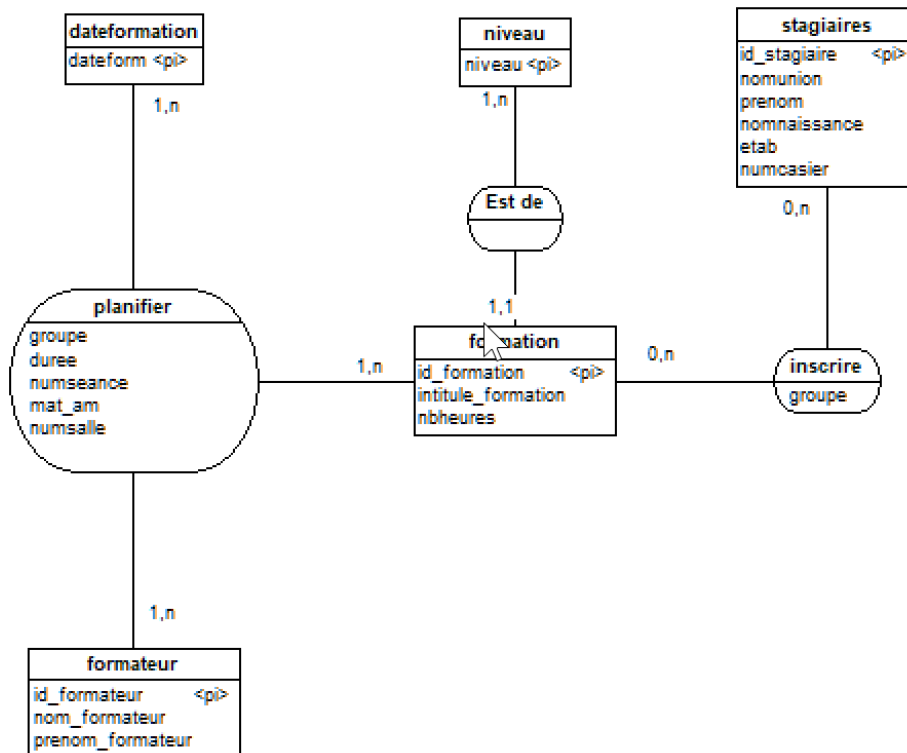 dateformation
dateform <pi>
niveau
niveau <pi>
stagiaires
id_stagiaire <pi>
nomunion
prenom
nomnaissance
etab
numcasier
1,n
1,n
Est de
0,n
planifier
groupe
duree
numseance
mat_am
numsalle
1,1
id_formation <pi>
intitule_formation
nbheures
1,n
0,n
inscrire
groupe
1,n
formateur
id_formateur <pi>
nom_formateur
prenom_formateur